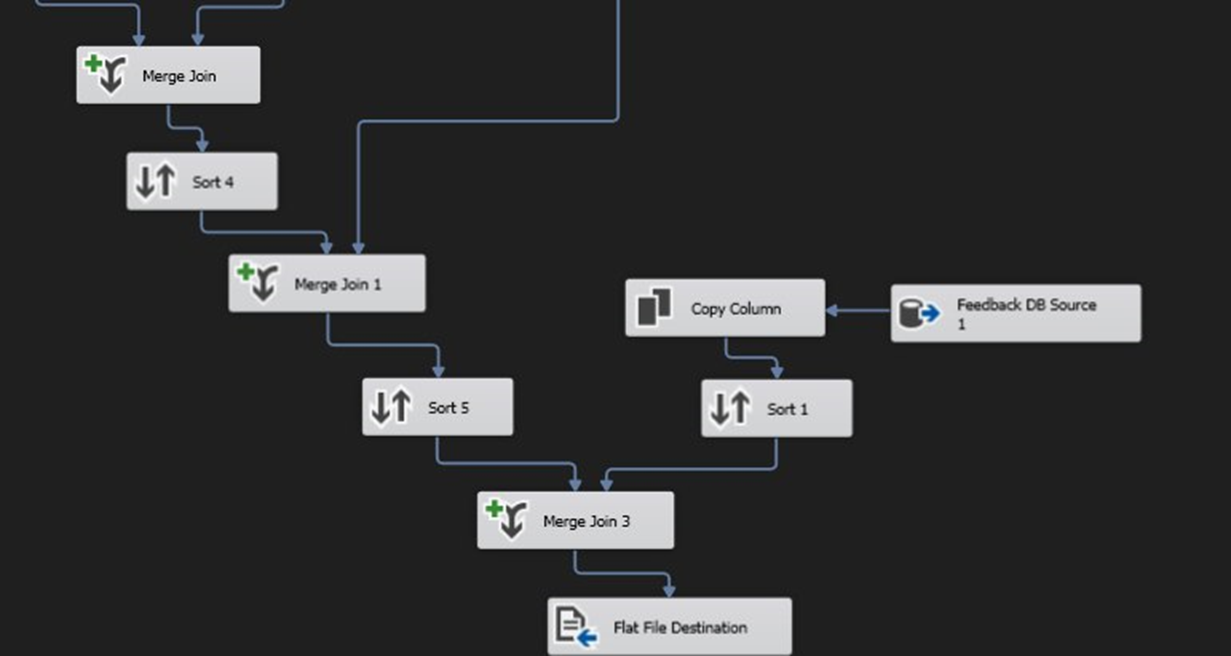 Merge Join
Sort 4
Merge Join 1
Copy Column
Feedback DB Source
1
Sort 5
Sort 1
Merge Join 3
Flat File Destination